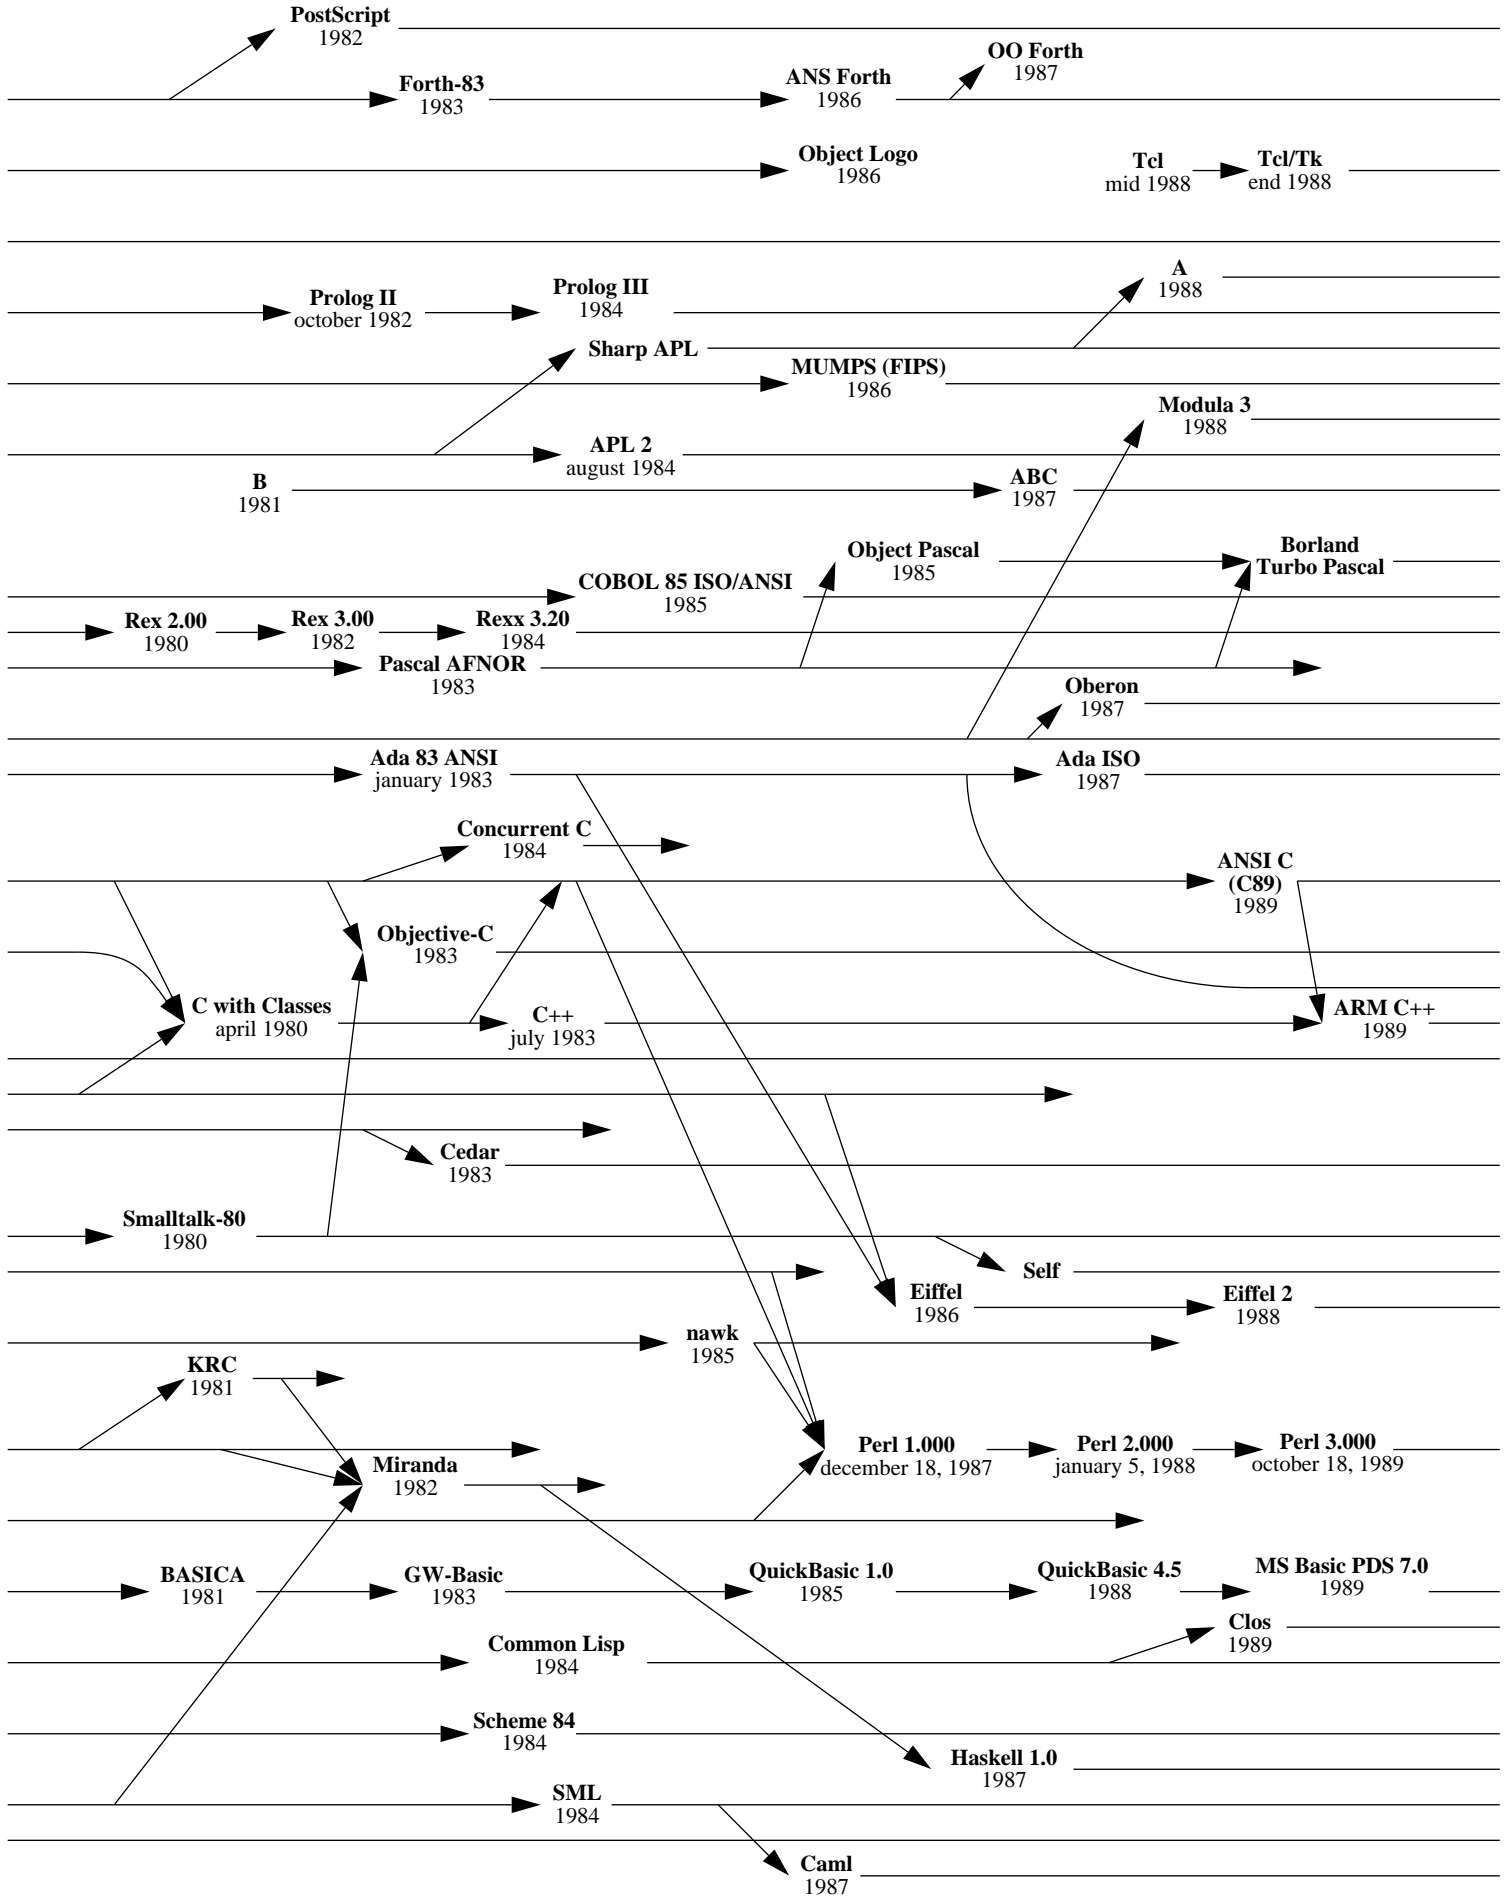 PostScript
1982
OO Forth
1987
Forth-83
1983
ANS Forth
1986
Object Logo
1986
Tcl
mid 1988
Tcl/Tk
end 1988
A
1988
Prolog II
october 1982
Prolog III
1984
Sharp APL
MUMPS (FIPS)
1986
Modula 3
1988
APL 2
august 1984
B
1981
ABC
1987
Object Pascal
1985
Borland
Turbo Pascal
COBOL 85 ISO/ANSI
1985
Rex 2.00
1980
Rex 3.00
1982
Rexx 3.20
1984
Pascal AFNOR
1983
Oberon
1987
Ada 83 ANSI
january 1983
Ada ISO
1987
Concurrent C
1984
ANSI C
(C89)
1989
Objective-C
1983
C with Classes
april 1980
C++
july 1983
ARM C++
1989
Cedar
1983
Smalltalk-80
1980
Self
Eiffel
1986
Eiffel 2
1988
nawk
1985
KRC
1981
Perl 1.000
december 18, 1987
Perl 2.000
january 5, 1988
Perl 3.000
october 18, 1989
Miranda
1982
BASICA
1981
GW-Basic
1983
QuickBasic 1.0
1985
QuickBasic 4.5
1988
MS Basic PDS 7.0
1989
Clos
1989
Common Lisp
1984
Scheme 84
1984
Haskell 1.0
1987
SML
1984
Caml
1987